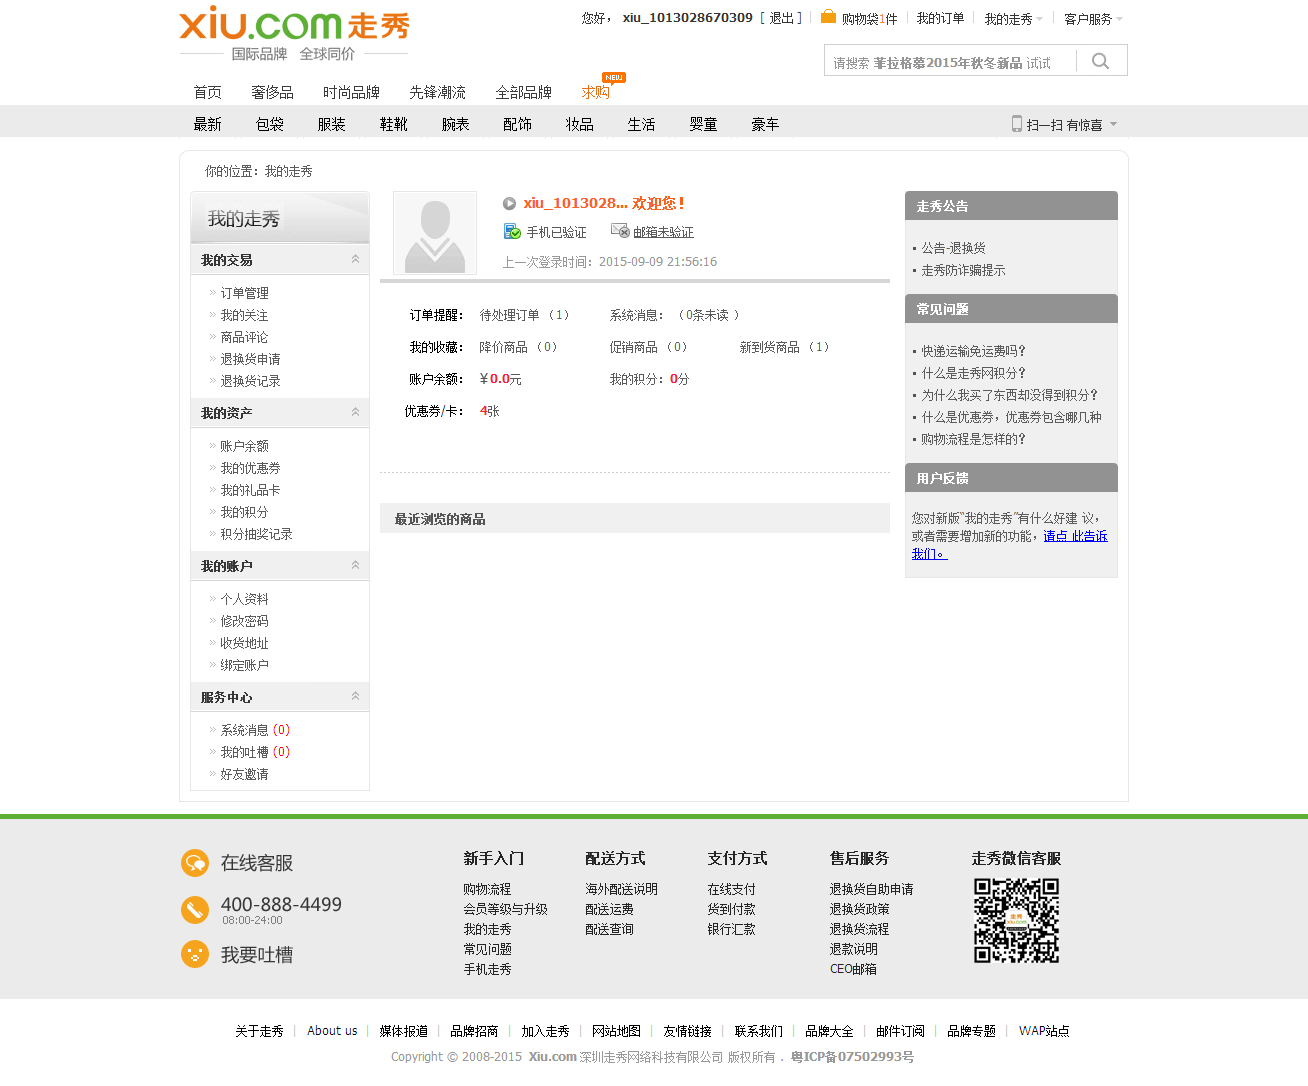 xiu.com走秀
国际品牌 全球同价
您好， xiu_1013028670309 [ 退出 ] 购物袋1件 我的订单 我的走秀 客户服务
请搜索 菲拉格慕2015年秋冬新品 试试
首页 奢侈品 时尚品牌 先锋潮流 全部品牌 求购 NEW
最新 包袋 服装 鞋靴 腕表 配饰 妆品 生活 婴童 豪车 扫一扫 有惊喜
你的位置：我的走秀
我的走秀
我的交易
» 订单管理
» 我的关注
» 商品评论
» 退换货申请
» 退换货记录
我的资产
» 账户余额
» 我的优惠券
» 我的礼品卡
» 我的积分
» 积分抽奖记录
我的账户
» 个人资料
» 修改密码
» 收货地址
» 绑定账户
服务中心
» 系统消息 (0)
» 我的吐槽 (0)
» 好友邀请
xiu_1013028... 欢迎您！
手机已验证 邮箱未验证
上一次登录时间：2015-09-09 21:56:16
订单提醒： 待处理订单 （1） 系统消息： （0条未读 ）
我的收藏： 降价商品 （0） 促销商品 （0） 新到货商品 （1）
账户余额： ¥0.0元 我的积分：0分
优惠券/卡： 4张
最近浏览的商品
走秀公告
▪ 公告-退换货
▪ 走秀防诈骗提示
常见问题
▪ 快递运输免运费吗?
▪ 什么是走秀网积分?
▪ 为什么我买了东西却没得到积分?
▪ 什么是优惠券，优惠券包含哪几种
▪ 购物流程是怎样的?
用户反馈
您对新版“我的走秀”有什么好建 议，
或者需要增加新的功能，请点 此告诉
我们。
在线客服
400-888-4499
08:00-24:00
我要吐槽
新手入门
购物流程
会员等级与升级
我的走秀
常见问题
手机走秀
配送方式
海外配送说明
配送运费
配送查询
支付方式
在线支付
货到付款
银行汇款
售后服务
退换货自助申请
退换货政策
退换货流程
退款说明
CEO邮箱
走秀微信客服
走秀
xiu.com
关于走秀 | About us | 媒体报道 | 品牌招商 | 加入走秀 | 网站地图 | 友情链接 | 联系我们 | 品牌大全 | 邮件订阅 | 品牌专题 | WAP站点
Copyright © 2008-2015 Xiu.com 深圳走秀网络科技有限公司 版权所有 . 粤ICP备07502993号